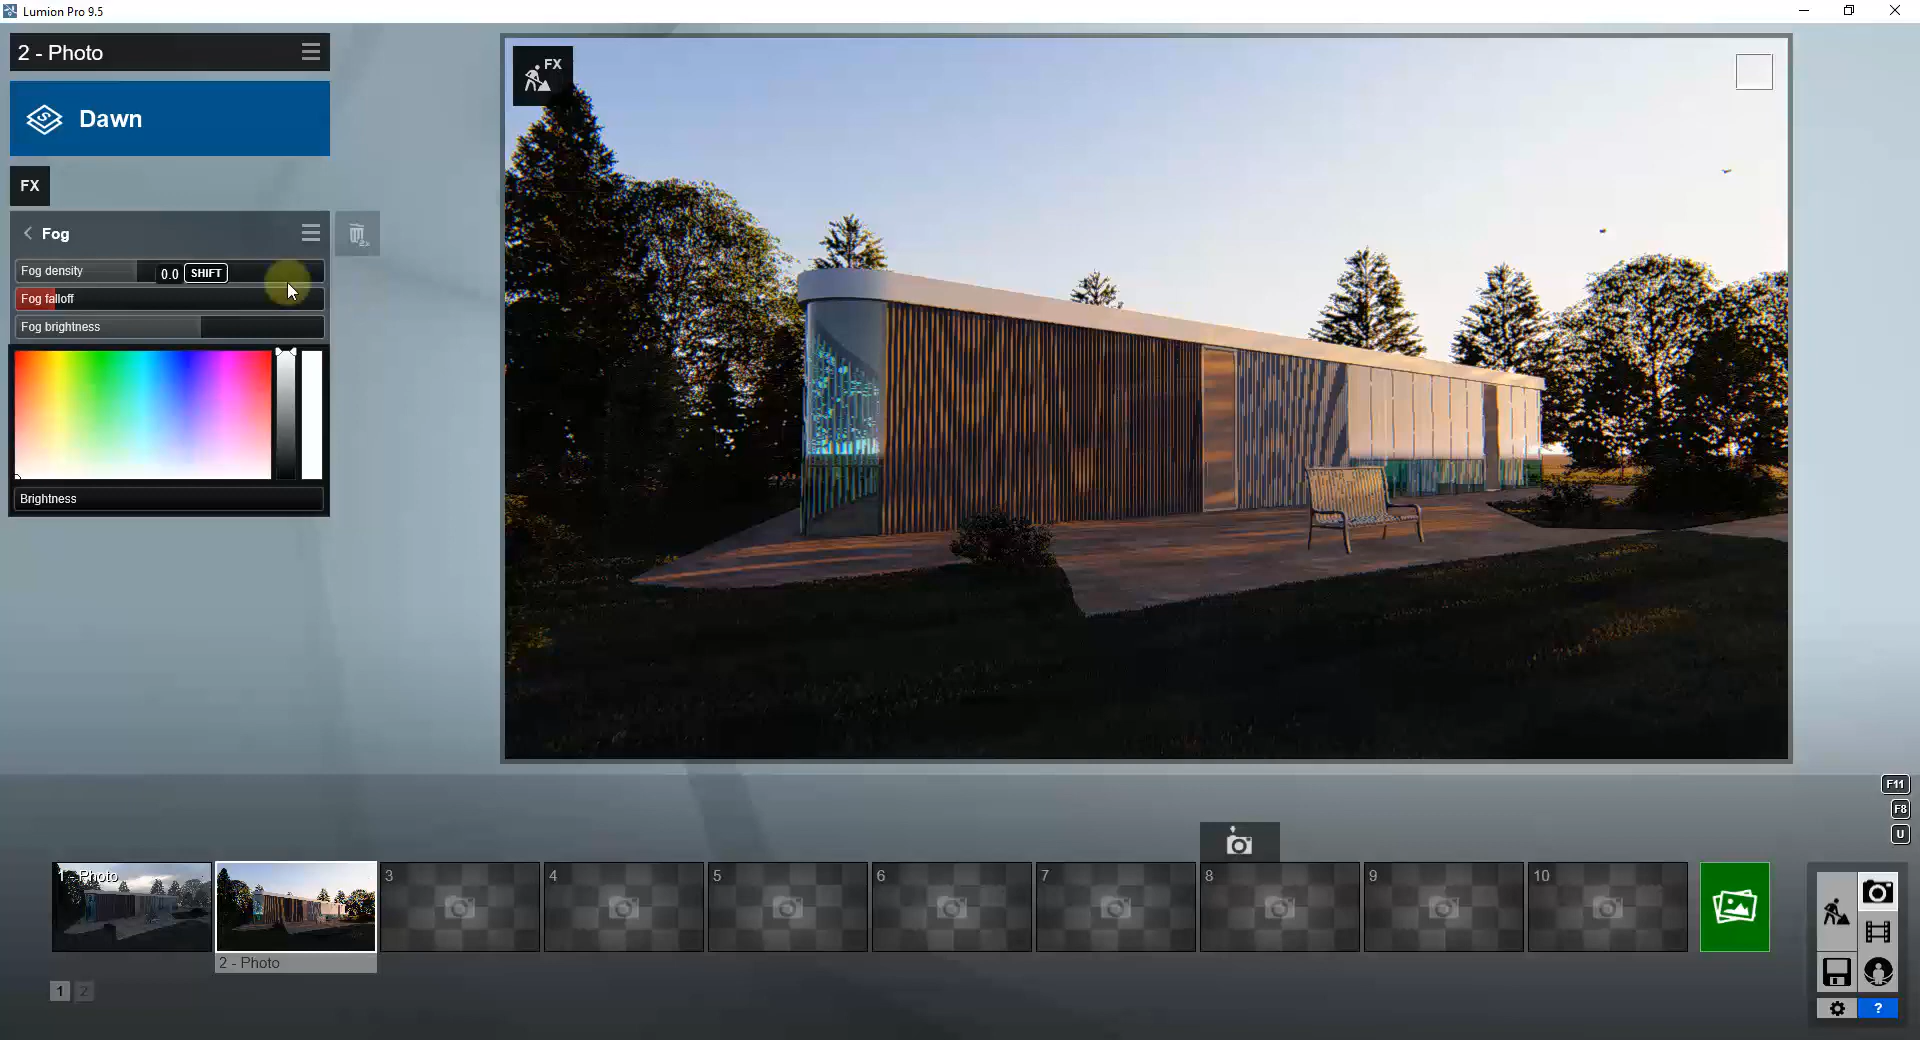 Lumion Pro 9.5
2 - Photo
Dawn
FX
Fog
Fog density
0.0 SHIFT
Fog falloff
Fog brightness
Brightness
FX
F11
F8
U
1 - Photo
3
4
5
6
7
8
9
10
2 - Photo
1
2
?